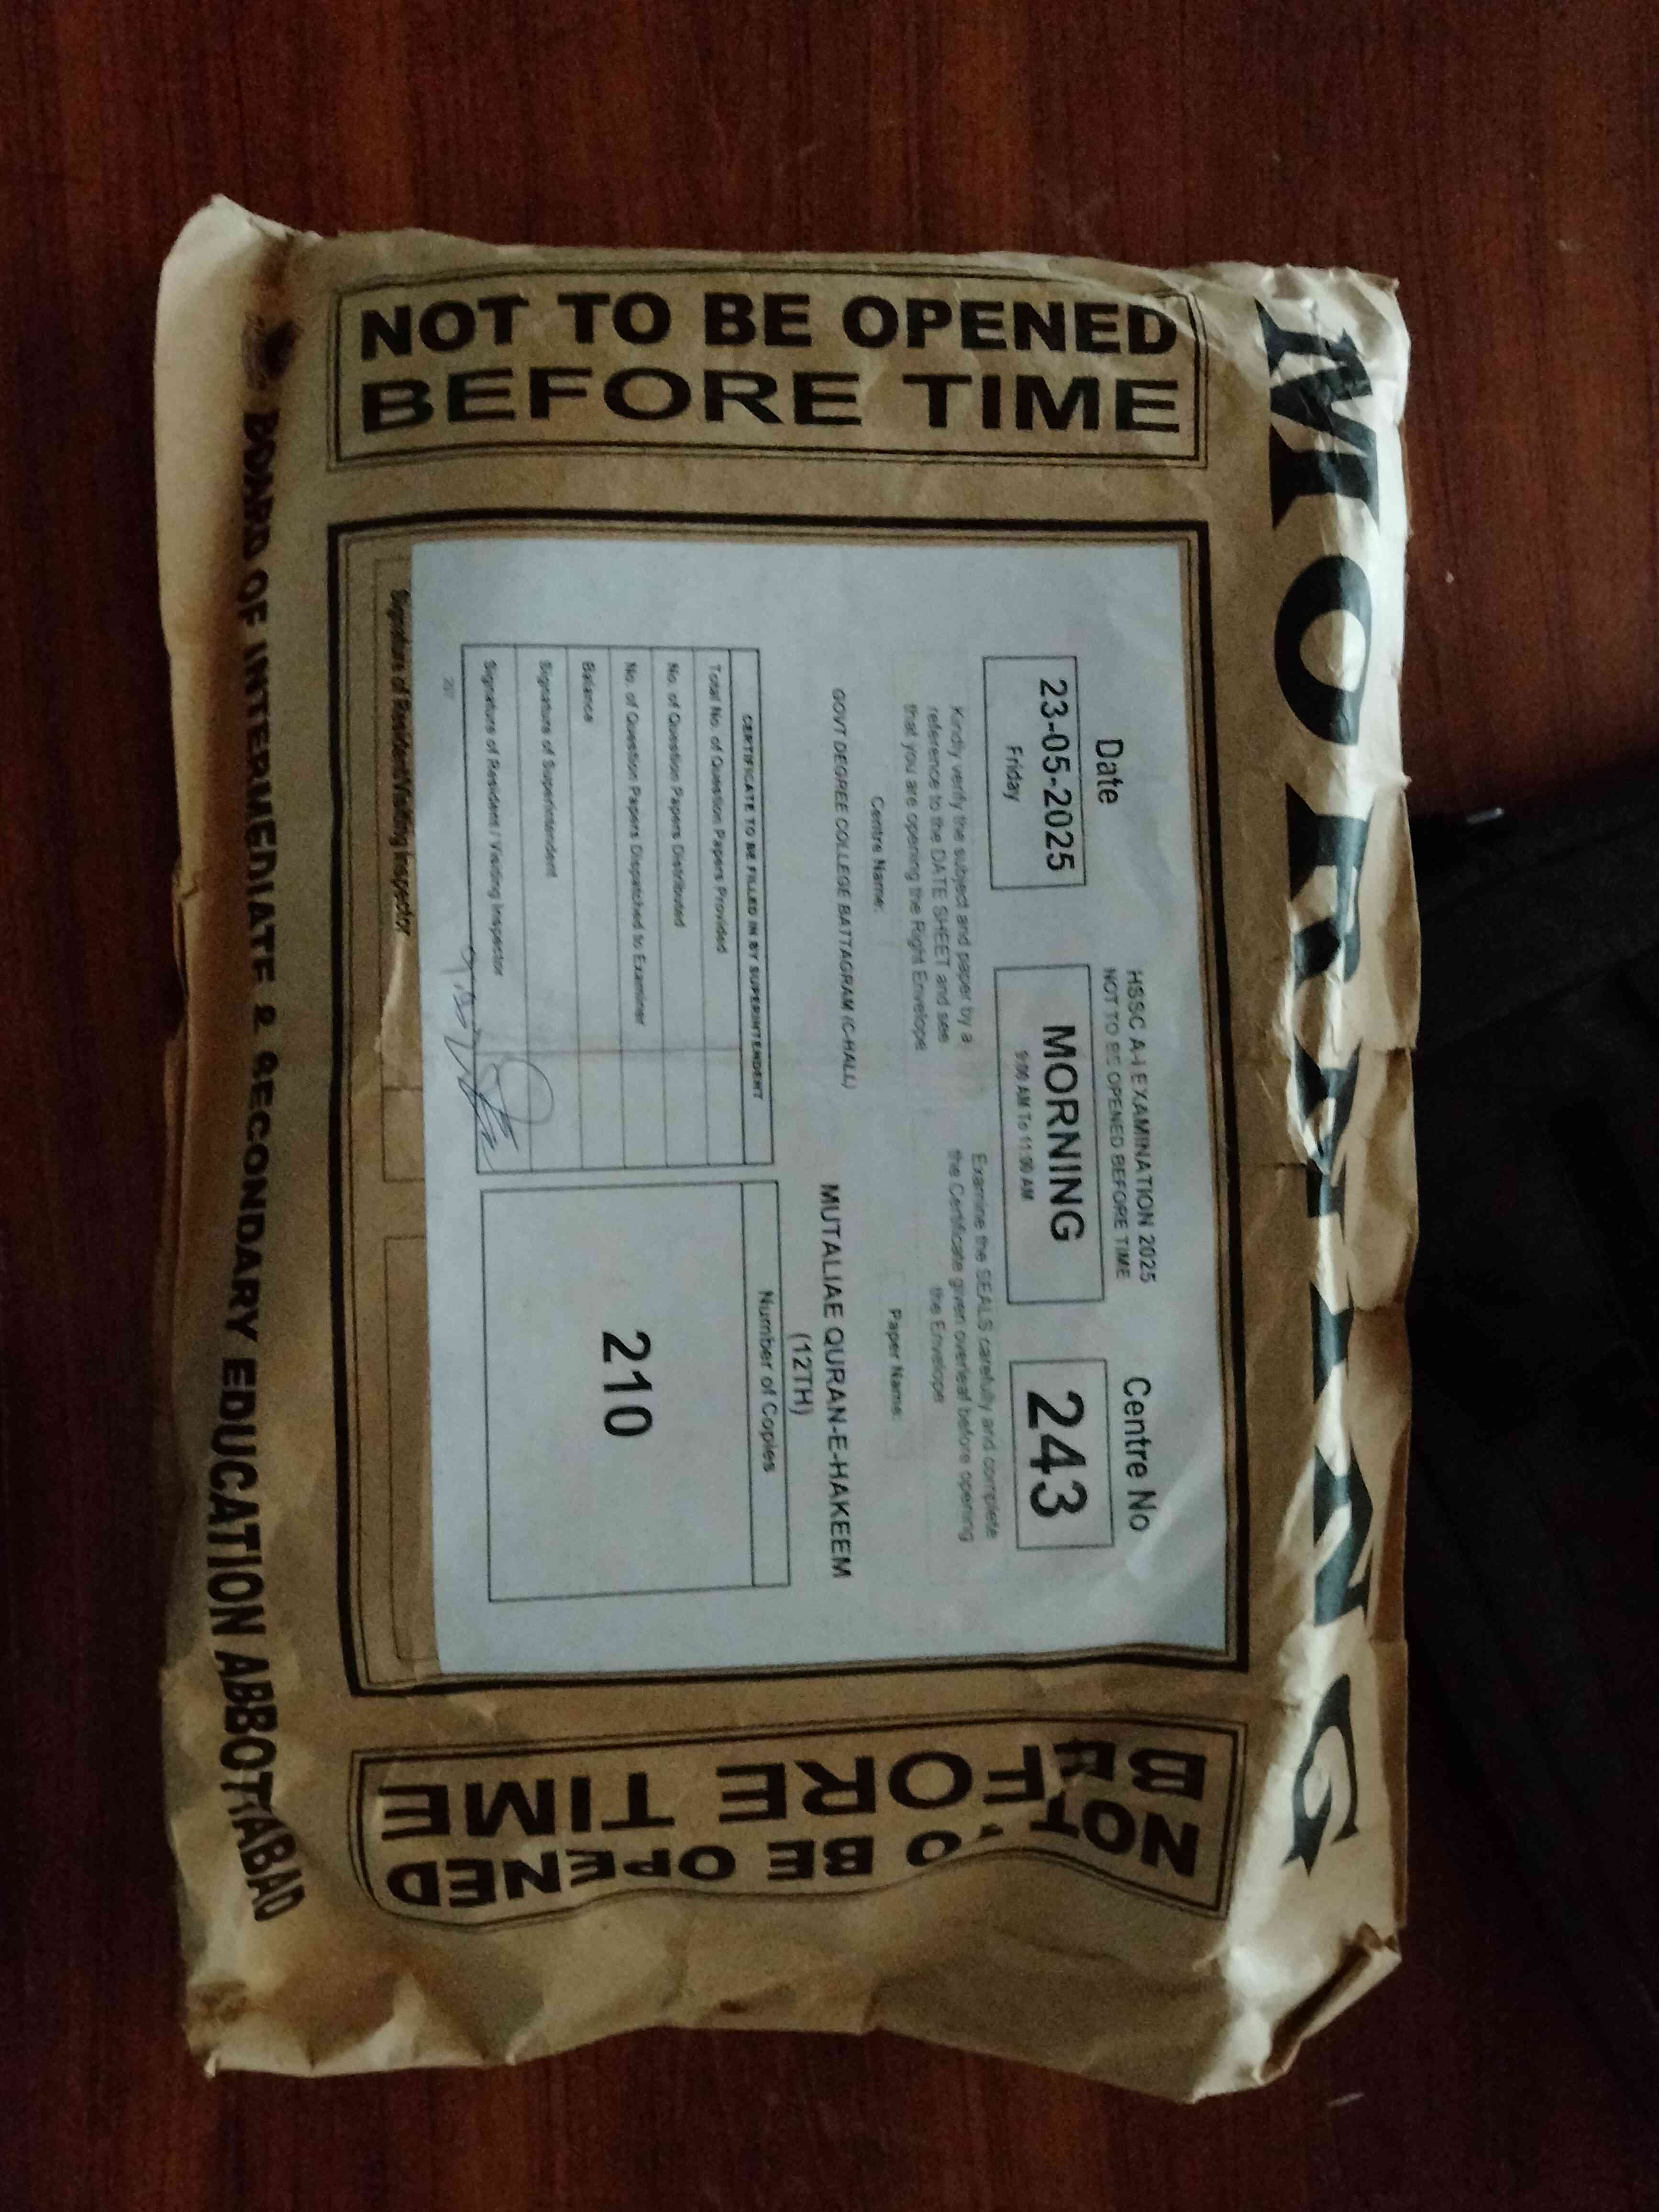 MORNING
NOT TO BE OPENED
BEFORE TIME
Date
23-05-2025
Friday
HSSC A-I EXAMINATION 2025
NOT TO BE OPENED BEFORE TIME
MORNING
9:00 AM To 11:00 AM
Centre No
243
Kindly verify the subject and paper by a
reference to the DATE SHEET and see
that you are opening the Right Envelope
Examine the SEALS carefully and complete
the Certificate given overleaf before opening
the Envelope
Centre Name:
GOVT DEGREE COLLEGE BATTAGRAM (C-HALL)
Paper Name:
MUTALIAE QURAN-E-HAKEEM
(12TH)
CERTIFICATE TO BE FILLED IN BY SUPERINTENDENT
Total No. of Question Papers Provided
No. of Question Papers Distributed
No. of Question Papers Dispatched to Examiner
Balance
Signature of Superintendent
Signature of Resident / Visiting Inspector
Number of Copies
210
Signature of Resident/Visiting Inspector
NOT TO BE OPENED
BEFORE TIME
BOARD OF INTERMEDIATE & SECONDARY EDUCATION ABBOTTABAD